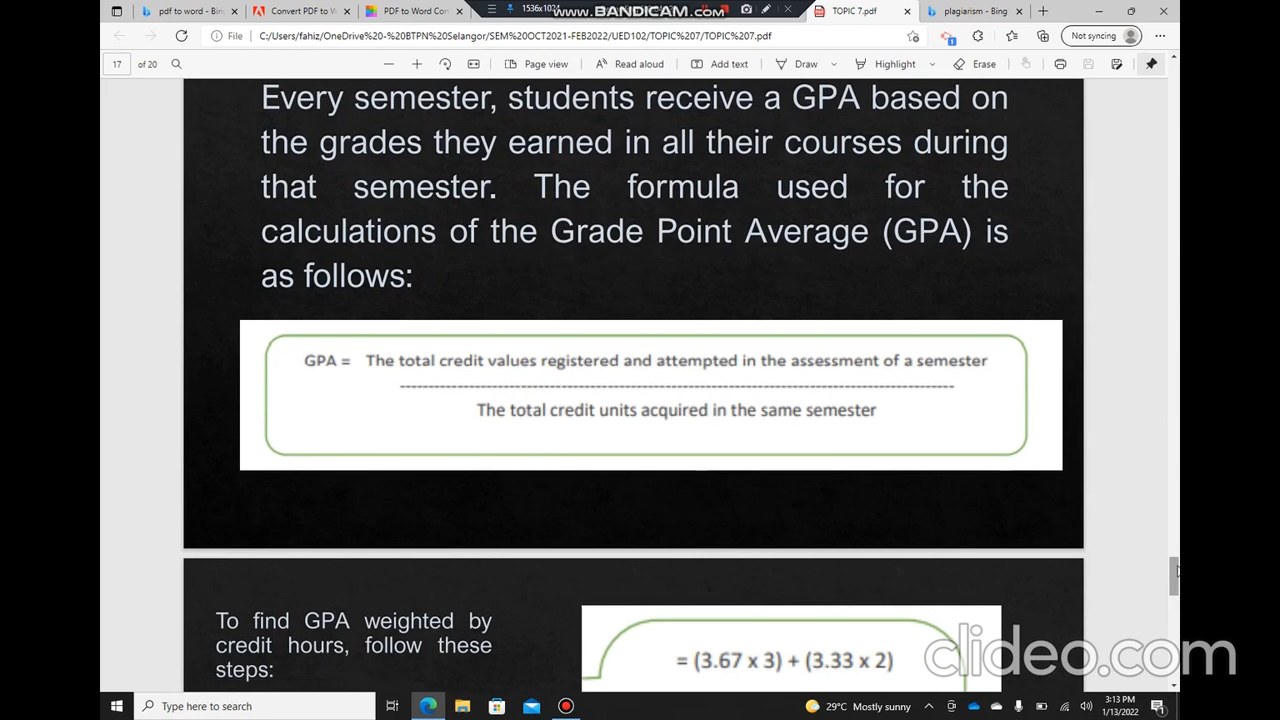 pdf to word - Bin
Convert PDF to W
PDF to Word Con
1536x102
www.BANDICAM.com
TOPIC 7.pdf
plagiarism - Bing
File
C:/Users/fahiz/OneDrive%20-%20BTPN%20Selangor/SEM%20OCT2021-FEB2022/UED102/TOPIC%207/TOPIC%207.pdf
Not syncing
17 of 20
Page view
Read aloud
Add text
Draw
Highlight
Erase
Every semester, students receive a GPA based on
the grades they earned in all their courses during
that semester. The formula used for the
calculations of the Grade Point Average (GPA) is
as follows:
GPA = The total credit values registered and attempted in the assessment of a semester
The total credit units acquired in the same semester
To find GPA weighted by
credit hours, follow these
steps:
= (3.67 x 3) + (3.33 x 2)
clideo.com
Type here to search
29°C Mostly sunny
3:13 PM
1/13/2022